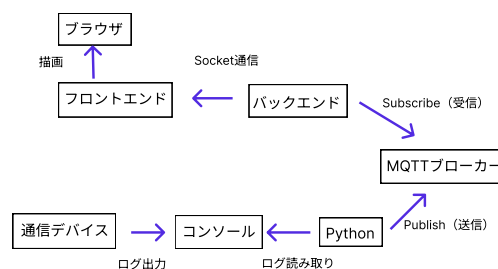 ブラウザ
描画
Socket通信
フロントエンド
バックエンド
Subscribe（受信）
MQTTブローカー
通信デバイス
コンソール
Python
Publish（送信）
ログ出力
ログ読み取り